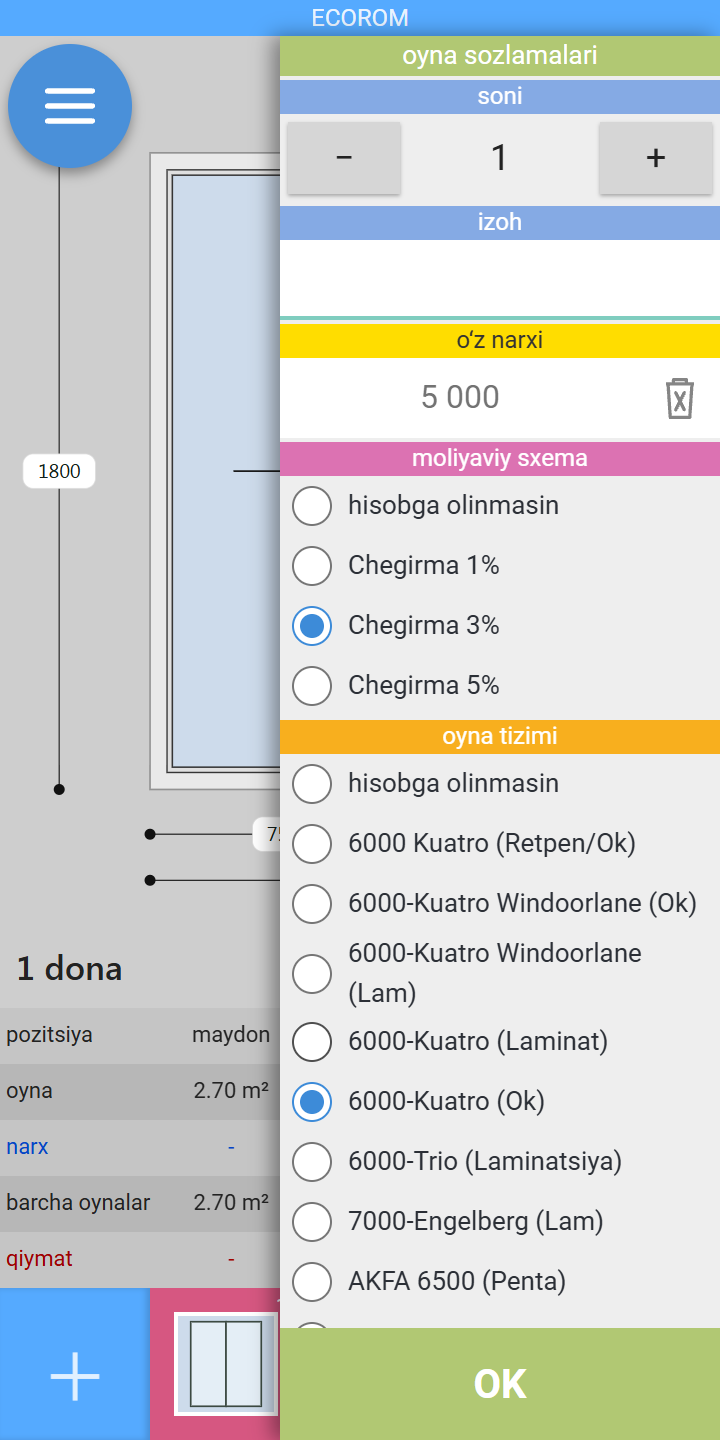 ECOROM
oyna sozlamalari
soni
− 1 +
izoh
oʻz narxi
5 000
moliyaviy sxema
hisobga olinmasin
Chegirma 1%
Chegirma 3%
Chegirma 5%
oyna tizimi
hisobga olinmasin
6000 Kuatro (Retpen/Ok)
6000-Kuatro Windoorlane (Ok)
6000-Kuatro Windoorlane
(Lam)
6000-Kuatro (Laminat)
6000-Kuatro (Ok)
6000-Trio (Laminatsiya)
7000-Engelberg (Lam)
AKFA 6500 (Penta)
OK
1800
1 dona
pozitsiya maydon
oyna 2.70 m²
narx -
barcha oynalar 2.70 m²
qiymat -